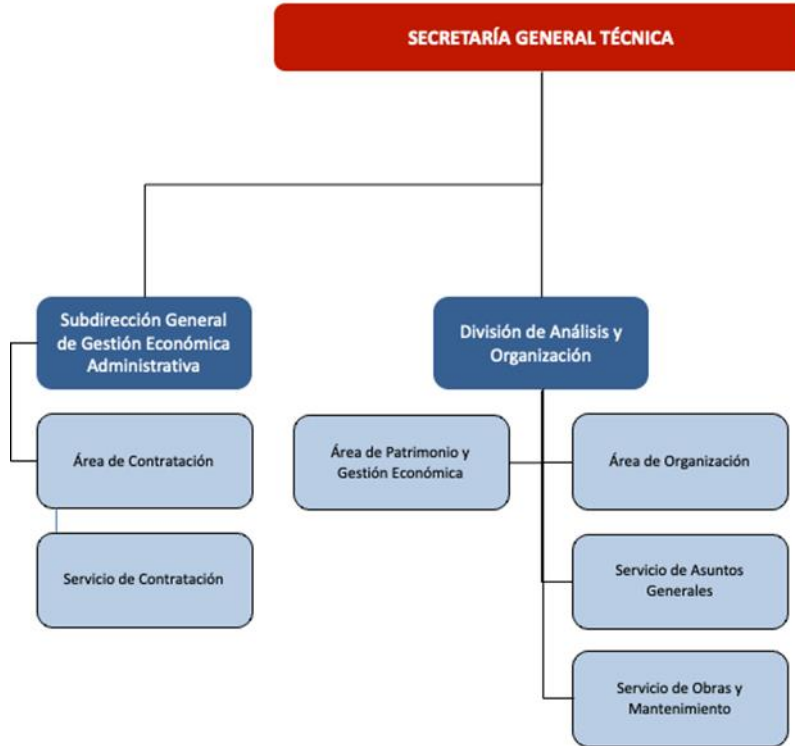 SECRETARÍA GENERAL TÉCNICA
Subdirección General
de Gestión Económica
Administrativa
División de Análisis y
Organización
Área de Contratación
Área de Patrimonio y
Gestión Económica
Área de Organización
Servicio de Contratación
Servicio de Asuntos
Generales
Servicio de Obras y
Mantenimiento